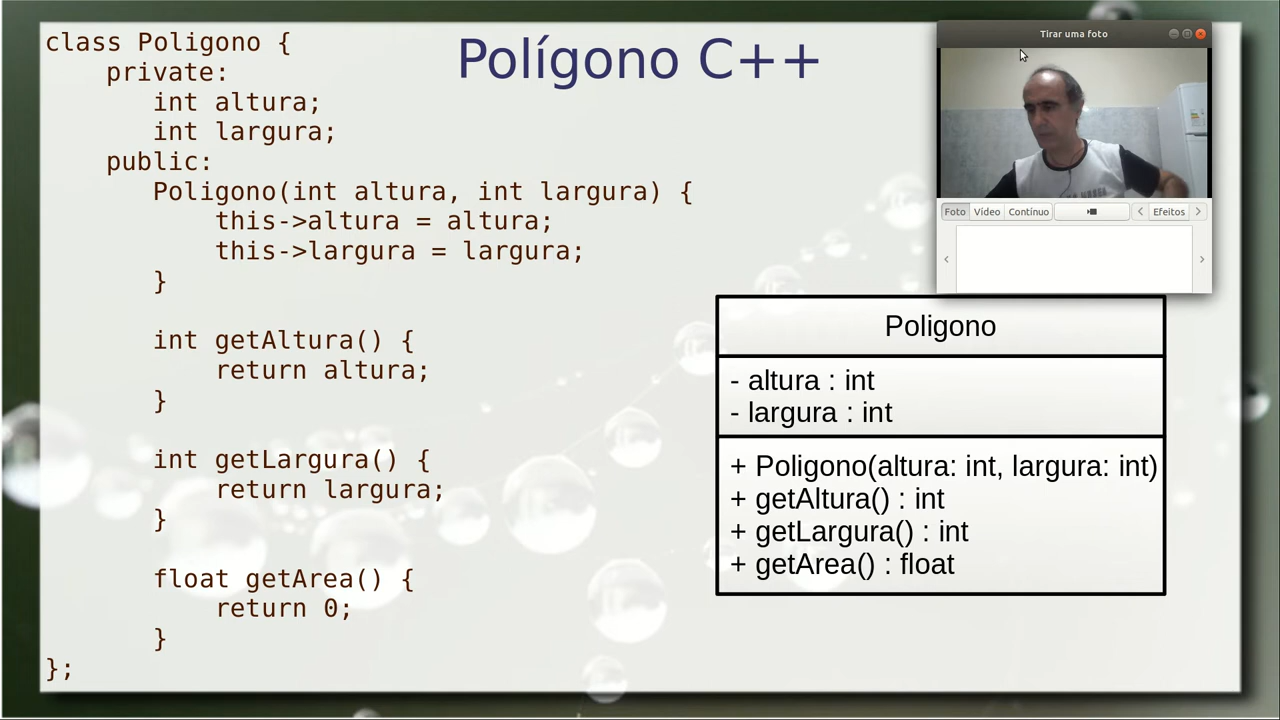 class Poligono {
private:
int altura;
int largura;
public:
Poligono(int altura, int largura) {
this->altura = altura;
this->largura = largura;
}
int getAltura() {
return altura;
}
int getLargura() {
return largura;
}
float getArea() {
return 0;
}
};
Polígono C++
Tirar uma foto
Foto Vídeo Contínuo Efeitos
Poligono
- altura : int
- largura : int
+ Poligono(altura: int, largura: int)
+ getAltura() : int
+ getLargura() : int
+ getArea() : float